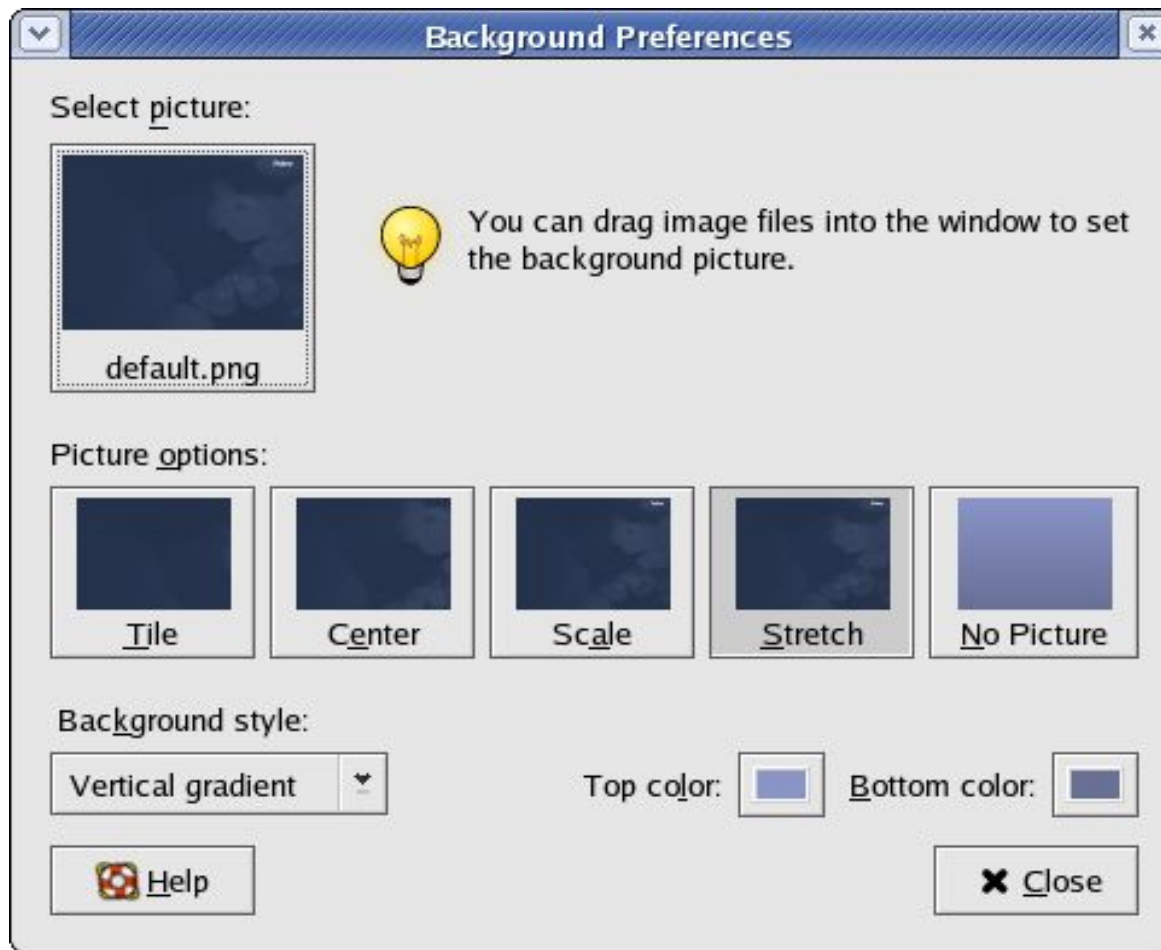 Background Preferences
Select picture:
You can drag image files into the window to set
the background picture.
default.png
Picture options:
Tile
Center
Scale
Stretch
No Picture
Background style:
Vertical gradient
Top color:
Bottom color:
Help
Close